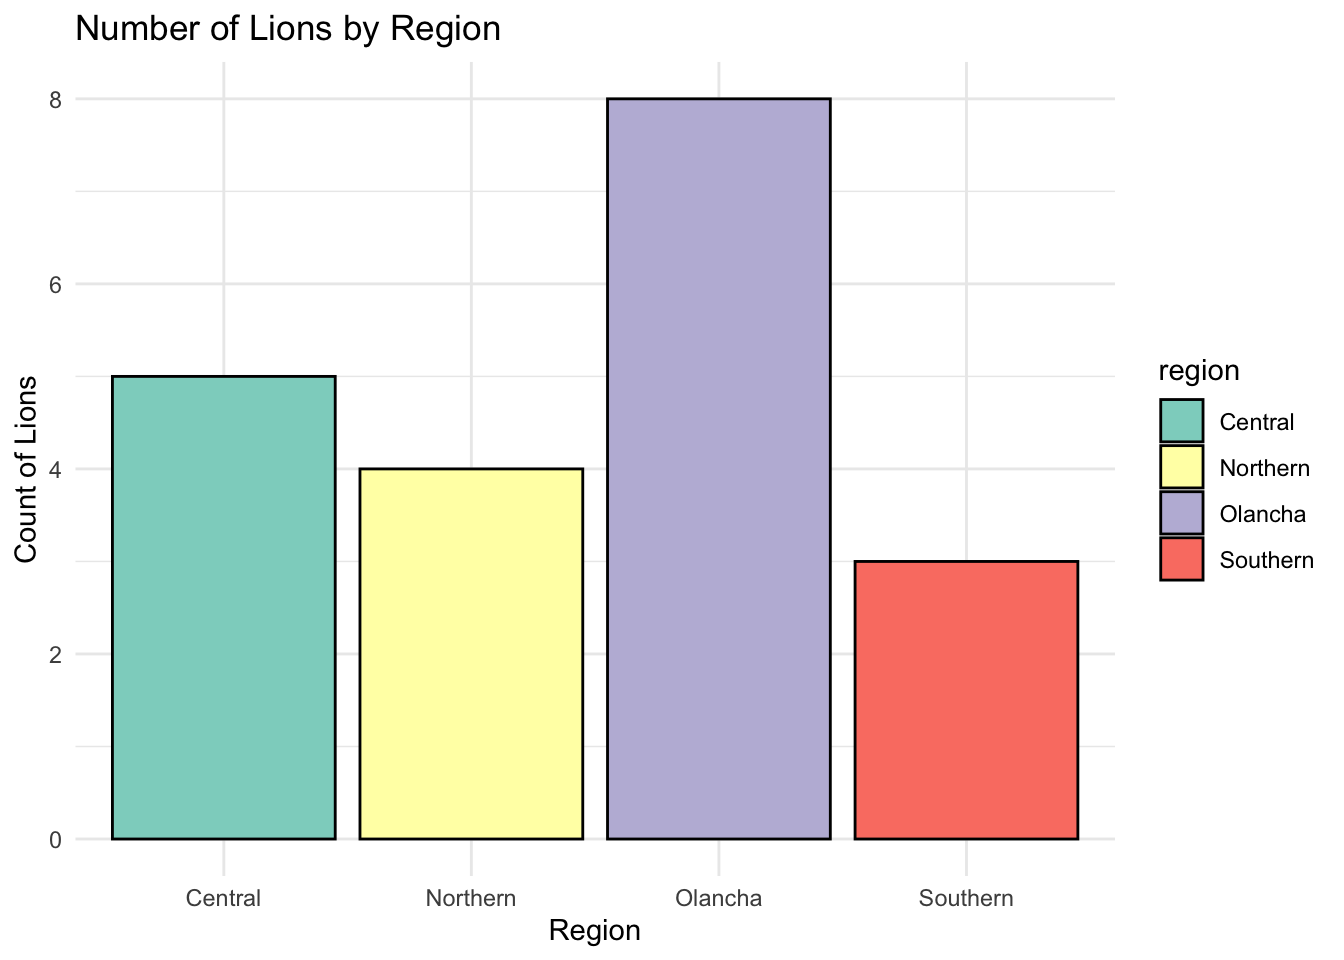 Number of Lions by Region
Count of Lions
8
6
4
2
0
Central Northern Olancha Southern
Region
region
Central
Northern
Olancha
Southern